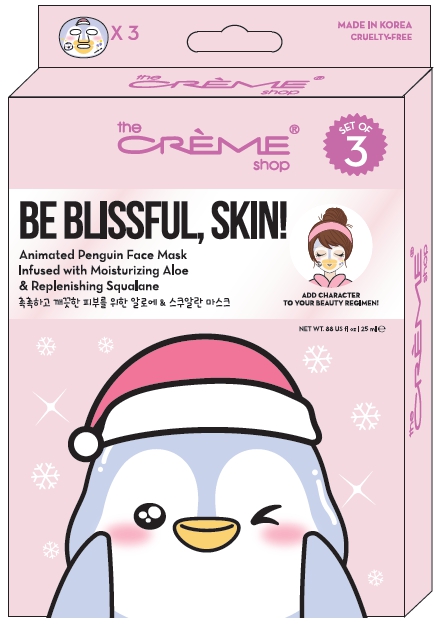 X 3
MADE IN KOREA
CRUELTY-FREE
the
CRÈME®
shop
the
CRÈME®
shop
SET OF
3
BE BLISSFUL, SKIN!
Animated Penguin Face Mask
Infused with Moisturizing Aloe
& Replenishing Squalane
촉촉하고 깨끗한 피부를 위한 알로에 & 스쿠알란 마스크
ADD CHARACTER
TO YOUR BEAUTY REGIMEN!
NET WT. 88 US fl oz | 25 ml ℮
the
CRÈME®
shop